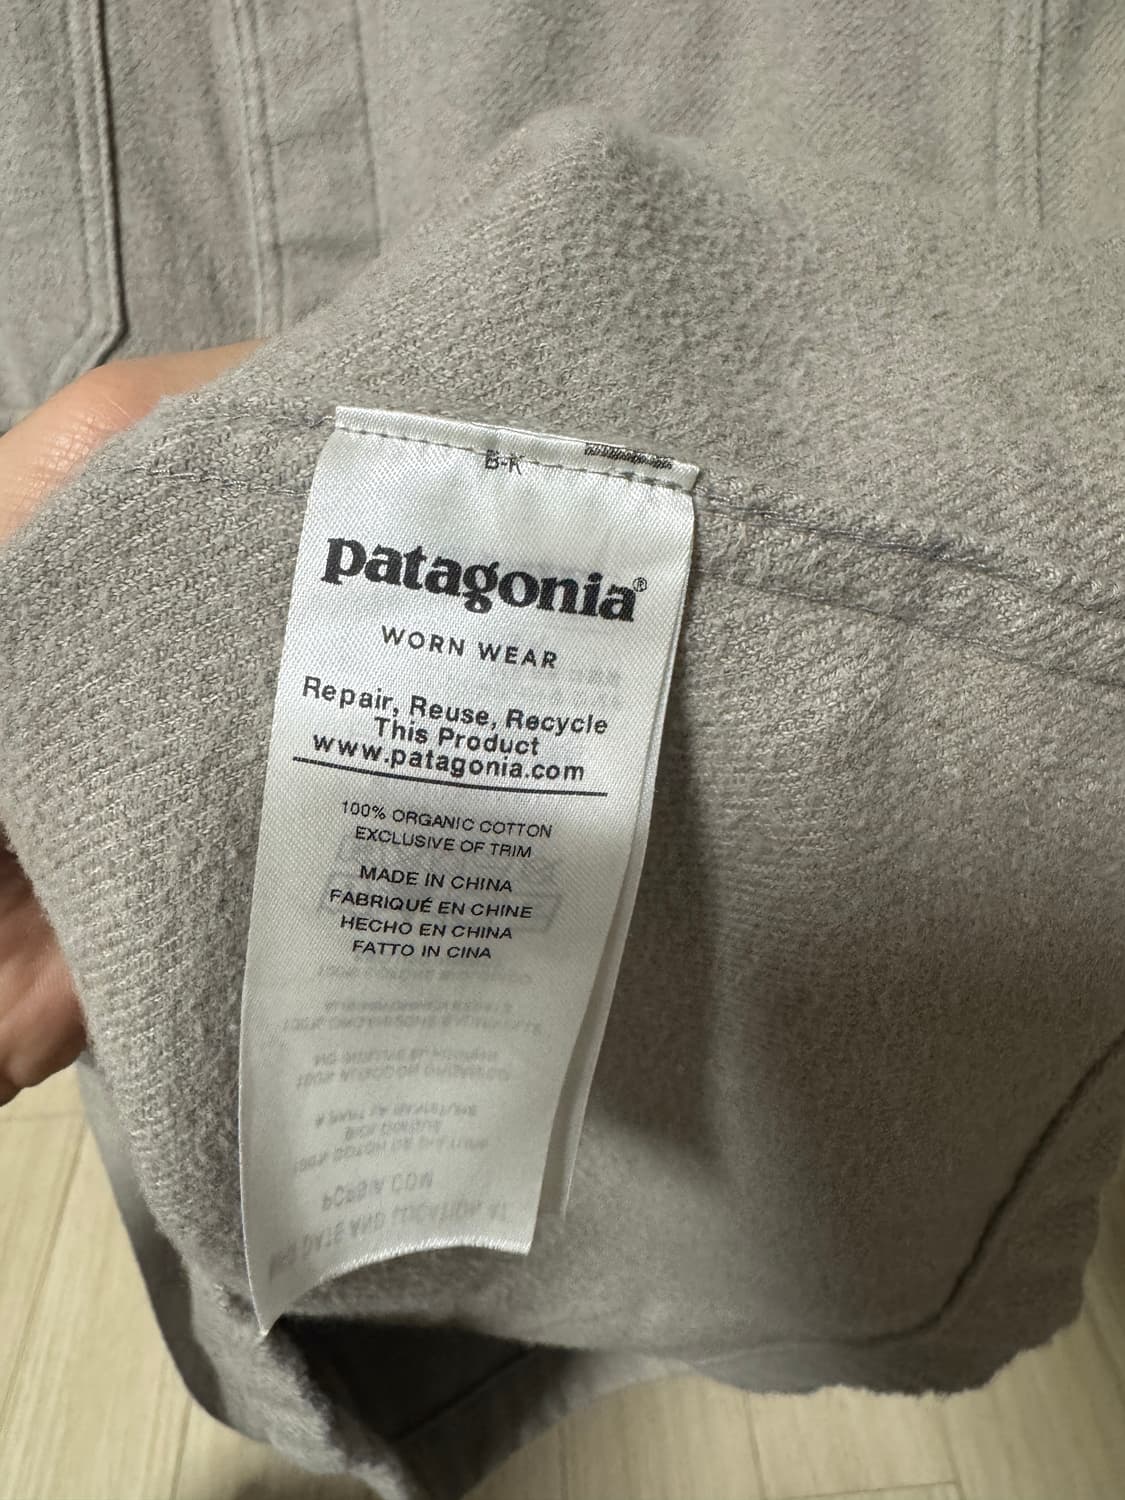 B-K
patagonia®
WORN WEAR
Repair, Reuse, Recycle
This Product
www.patagonia.com
100% ORGANIC COTTON
EXCLUSIVE OF TRIM
MADE IN CHINA
FABRIQUÉ EN CHINE
HECHO EN CHINA
FATTO IN CINA